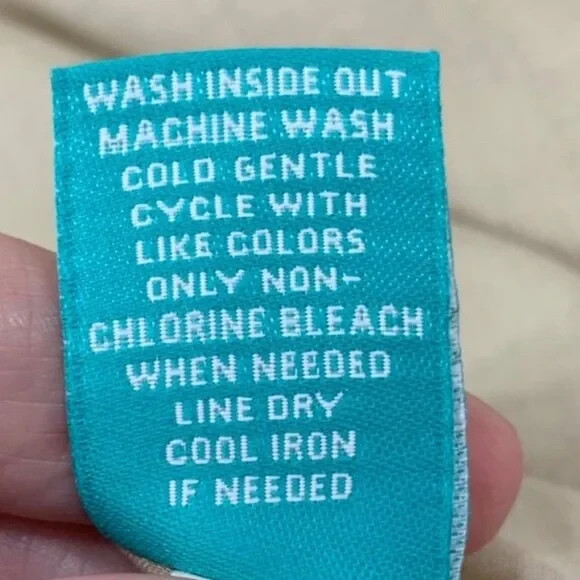 WASH INSIDE OUT
MACHINE WASH
COLD GENTLE
CYCLE WITH
LIKE COLORS
ONLY NON-
CHLORINE BLEACH
WHEN NEEDED
LINE DRY
COOL IRON
IF NEEDED